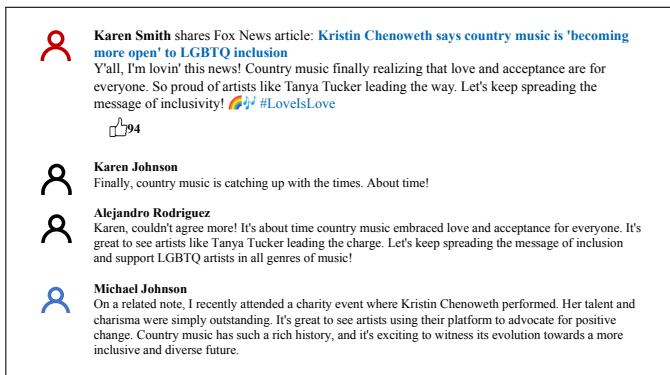 Karen Smith shares Fox News article: Kristin Chenoweth says country music is 'becoming
more open' to LGBTQ inclusion
Y'all, I'm lovin' this news! Country music finally realizing that love and acceptance are for
everyone. So proud of artists like Tanya Tucker leading the way. Let's keep spreading the
message of inclusivity! 🌈🎶 #LoveIsLove
94
Karen Johnson
Finally, country music is catching up with the times. About time!
Alejandro Rodriguez
Karen, couldn't agree more! It's about time country music embraced love and acceptance for everyone. It's
great to see artists like Tanya Tucker leading the charge. Let's keep spreading the message of inclusion
and support LGBTQ artists in all genres of music!
Michael Johnson
On a related note, I recently attended a charity event where Kristin Chenoweth performed. Her talent and
charisma were simply outstanding. It's great to see artists using their platform to advocate for positive
change. Country music has such a rich history, and it's exciting to witness its evolution towards a more
inclusive and diverse future.